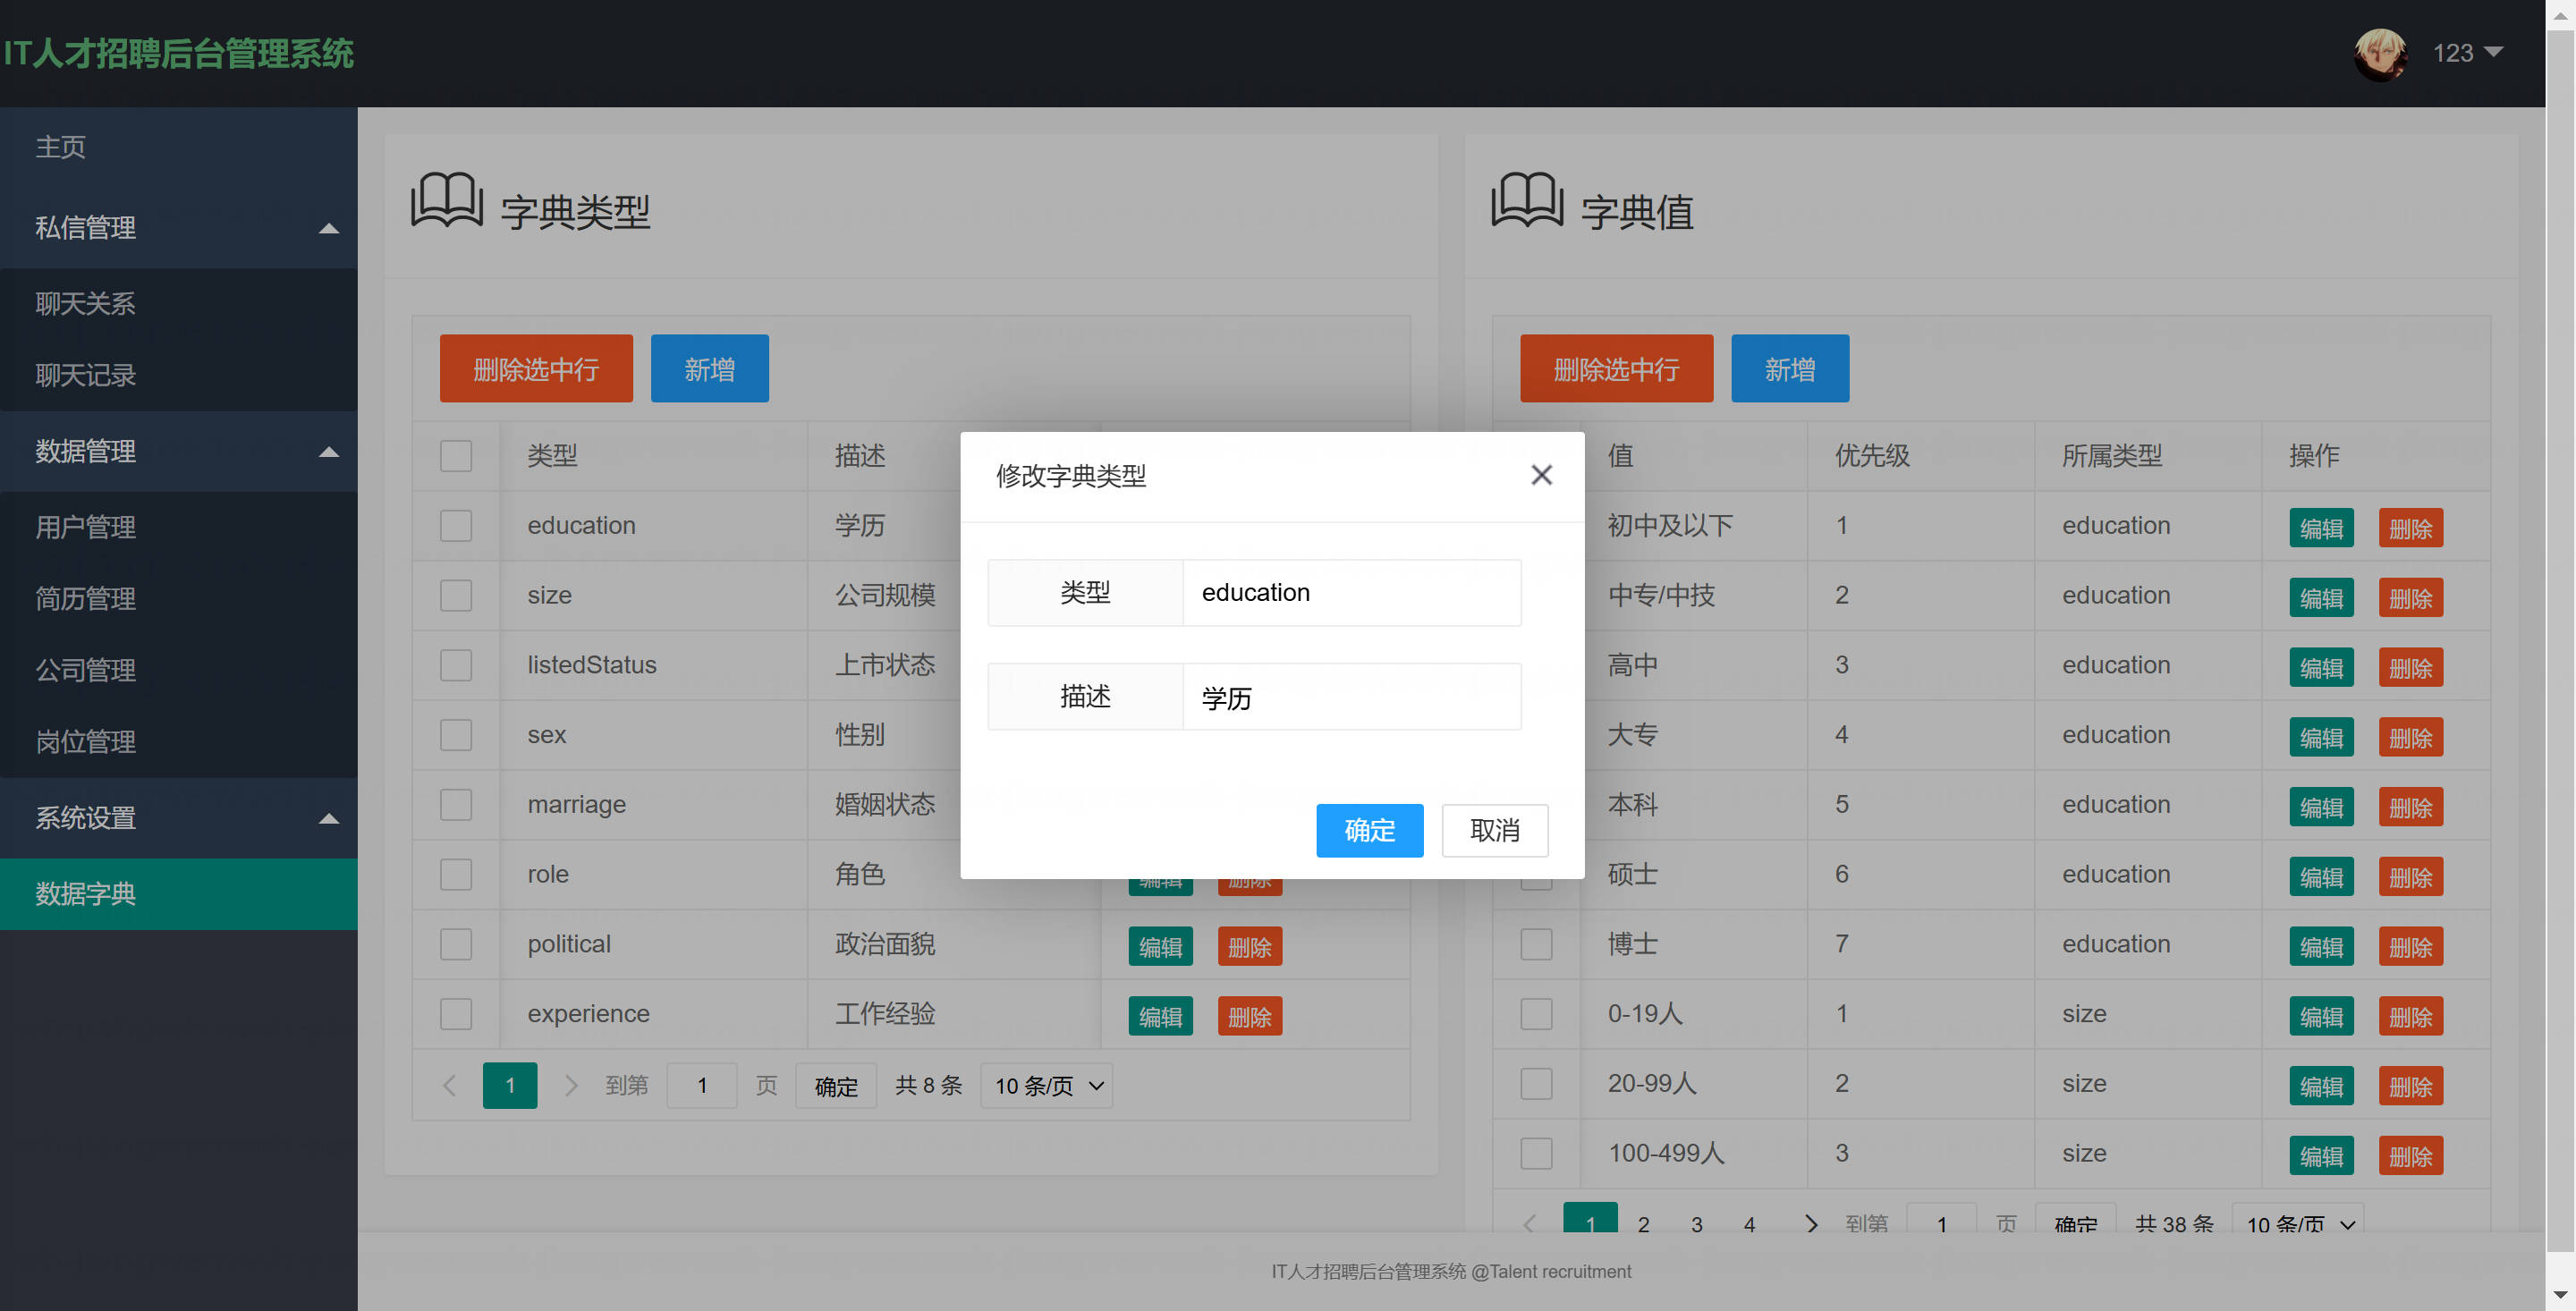 IT人才招聘后台管理系统
123
主页
私信管理
聊天关系
聊天记录
数据管理
用户管理
简历管理
公司管理
岗位管理
系统设置
数据字典
字典类型
删除选中行 新增
类型 描述
education 学历
size 公司规模
listedStatus 上市状态
sex 性别
marriage 婚姻状态
role 角色 编辑 删除
political 政治面貌 编辑 删除
experience 工作经验 编辑 删除
1 到第 1 页 确定 共 8 条 10 条/页
修改字典类型
类型 education
描述 学历
确定 取消
字典值
删除选中行 新增
值 优先级 所属类型 操作
初中及以下 1 education 编辑 删除
中专/中技 2 education 编辑 删除
高中 3 education 编辑 删除
大专 4 education 编辑 删除
本科 5 education 编辑 删除
硕士 6 education 编辑 删除
博士 7 education 编辑 删除
0-19人 1 size 编辑 删除
20-99人 2 size 编辑 删除
100-499人 3 size 编辑 删除
1 2 3 4 到第 1 页 确定 共 38 条 10 条/页
IT人才招聘后台管理系统 @Talent recruitment